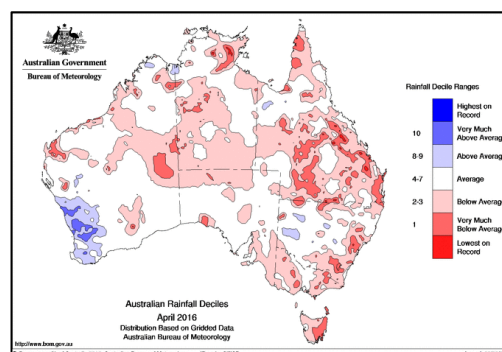 Australian Government
Bureau of Meteorology
Rainfall Decile Ranges
Highest on
Record
10
Very Much
Above Averag
8-9
Above Average
4-7
Average
2-3
Below Average
1
Very Much
Below Average
Lowest on
Record
Australian Rainfall Deciles
April 2016
Distribution Based on Gridded Data
Australian Bureau of Meteorology
http://www.bom.gov.au